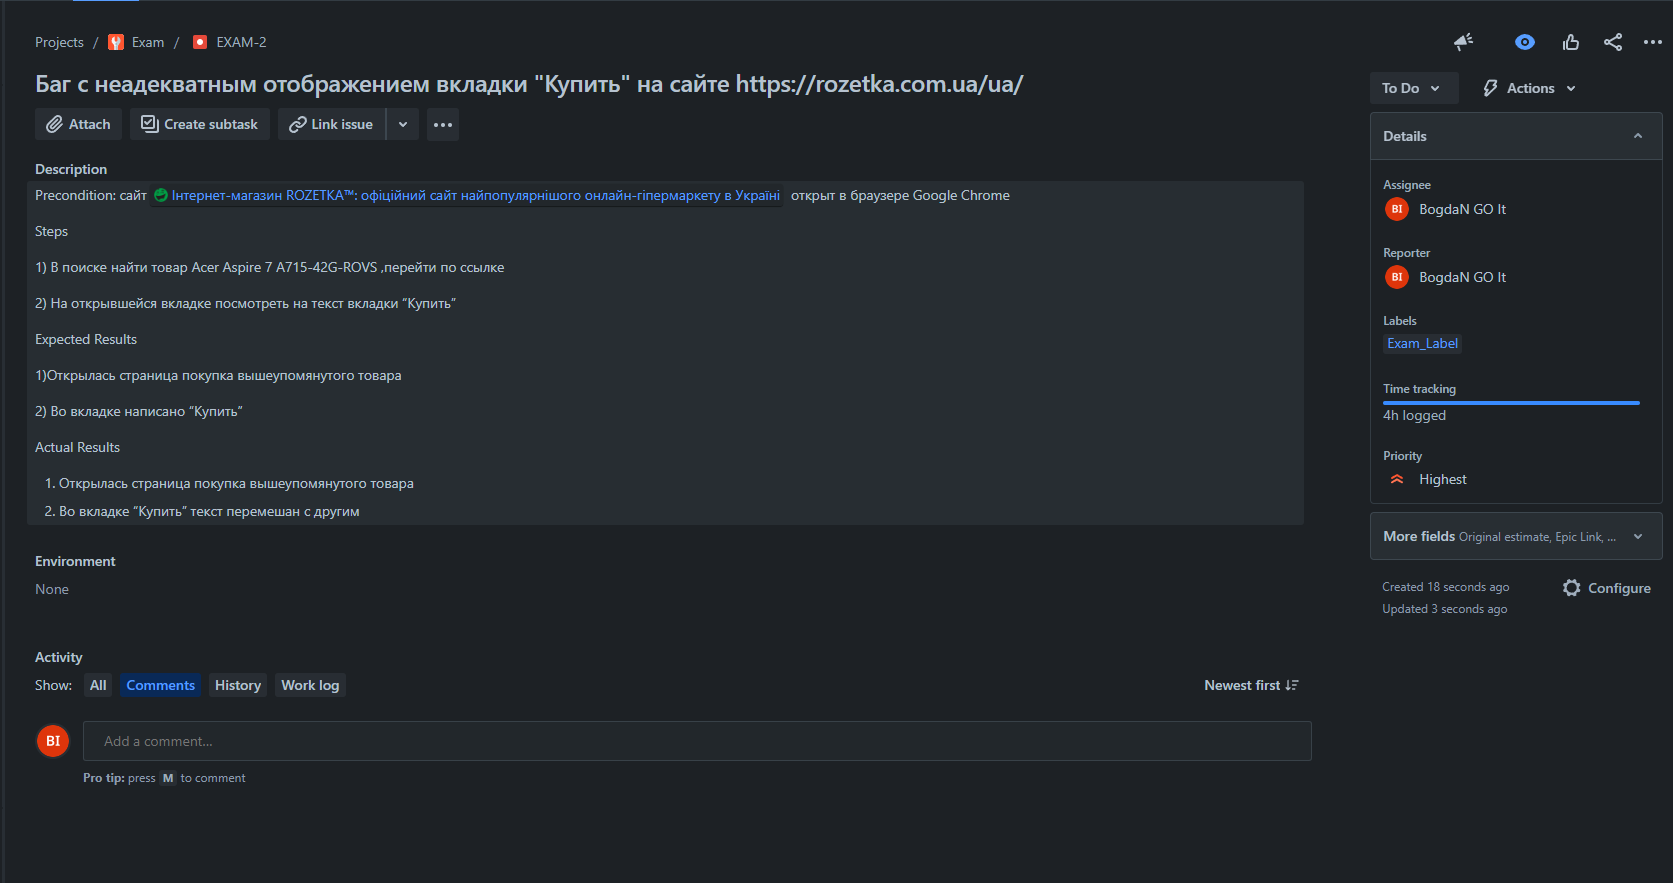 Projects / Exam / EXAM-2
Баг с неадекватным отображением вкладки "Купить" на сайте https://rozetka.com.ua/ua/
Attach Create subtask Link issue
Description
Precondition: сайт Інтернет-магазин ROZETKA™: офіційний сайт найпопулярнішого онлайн-гіпермаркету в Україні открыт в браузере Google Chrome
Steps
1) В поиске найти товар Acer Aspire 7 A715-42G-ROVS ,перейти по ссылке
2) На открывшейся вкладке посмотреть на текст вкладки “Купить”
Expected Results
1)Открылась страница покупка вышеупомянутого товара
2) Во вкладке написано “Купить”
Actual Results
1. Открылась страница покупка вышеупомянутого товара
2. Во вкладке “Купить” текст перемешан с другим
Environment
None
Activity
Show: All Comments History Work log Newest first
BI Add a comment...
Pro tip: press M to comment
To Do Actions
Details
Assignee
BI BogdaN GO It
Reporter
BI BogdaN GO It
Labels
Exam_Label
Time tracking
4h logged
Priority
Highest
More fields Original estimate, Epic Link, ...
Created 18 seconds ago Configure
Updated 3 seconds ago